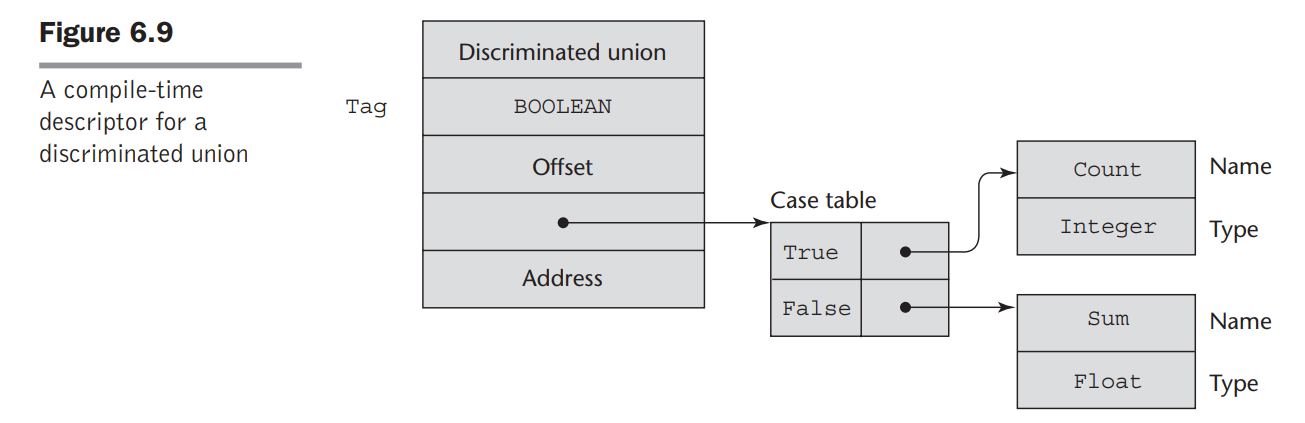 Figure 6.9
A compile-time
descriptor for a
discriminated union
Discriminated union
Tag
BOOLEAN
Offset
Address
Case table
True
False
Count
Name
Integer
Type
Sum
Name
Float
Type